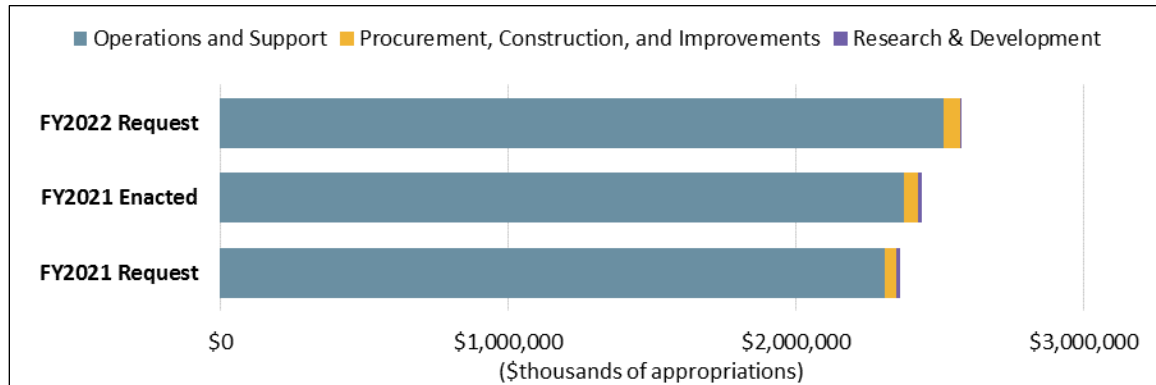 Operations and Support Procurement, Construction, and Improvements Research & Development
FY2022 Request
FY2021 Enacted
FY2021 Request
$0 $1,000,000 $2,000,000 $3,000,000
($thousands of appropriations)